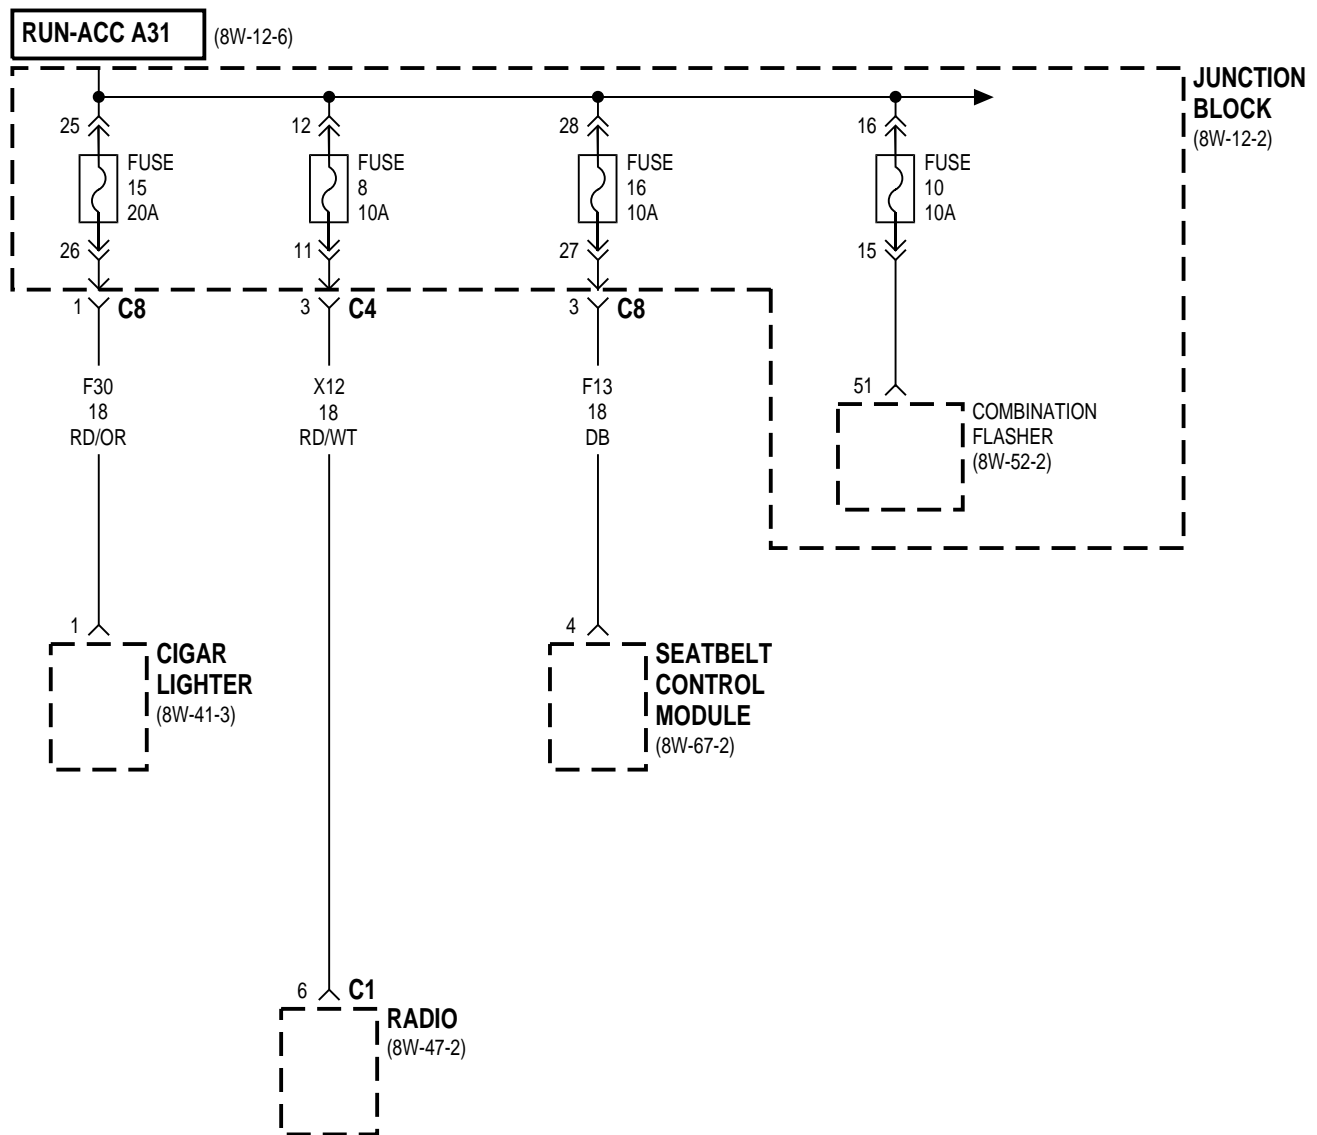 RUN-ACC A31 (8W-12-6)
JUNCTION
BLOCK
(8W-12-2)
25 12 28 16
FUSE FUSE FUSE FUSE
15 8 16 10
20A 10A 10A 10A
26 11 27 15
1 C8 3 C4 3 C8
F30 X12 F13
18 18 18
RD/OR RD/WT DB
51
COMBINATION
FLASHER
(8W-52-2)
1 4
CIGAR SEATBELT
LIGHTER CONTROL
(8W-41-3) MODULE
(8W-67-2)
6 C1
RADIO
(8W-47-2)